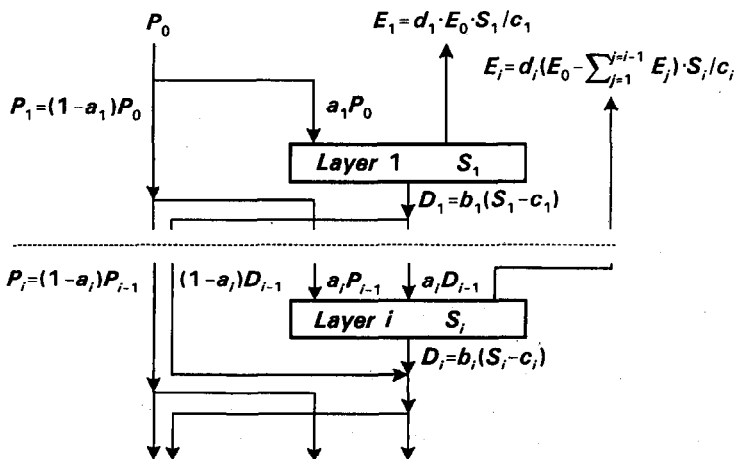 P₀
E₁=d₁·E₀·S₁/c₁
Eᵢ=dᵢ(E₀-∑ⱼ₌₁ʲ⁼ⁱ⁻¹ Eⱼ)·Sᵢ/cᵢ
P₁=(1-a₁)P₀
a₁P₀
Layer 1 S₁
D₁=b₁(S₁-c₁)
Pᵢ=(1-aᵢ)Pᵢ₋₁
(1-aᵢ)Dᵢ₋₁
aᵢPᵢ₋₁
aᵢDᵢ₋₁
Layer i Sᵢ
Dᵢ=bᵢ(Sᵢ-cᵢ)